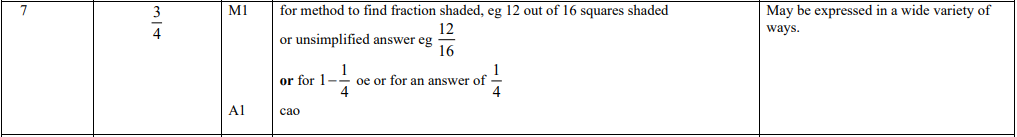 7 3/4 M1 for method to find fraction shaded, eg 12 out of 16 squares shaded May be expressed in a wide variety of
or unsimplified answer eg 12/16 ways.
or for 1–1/4 oe or for an answer of 1/4
A1 cao